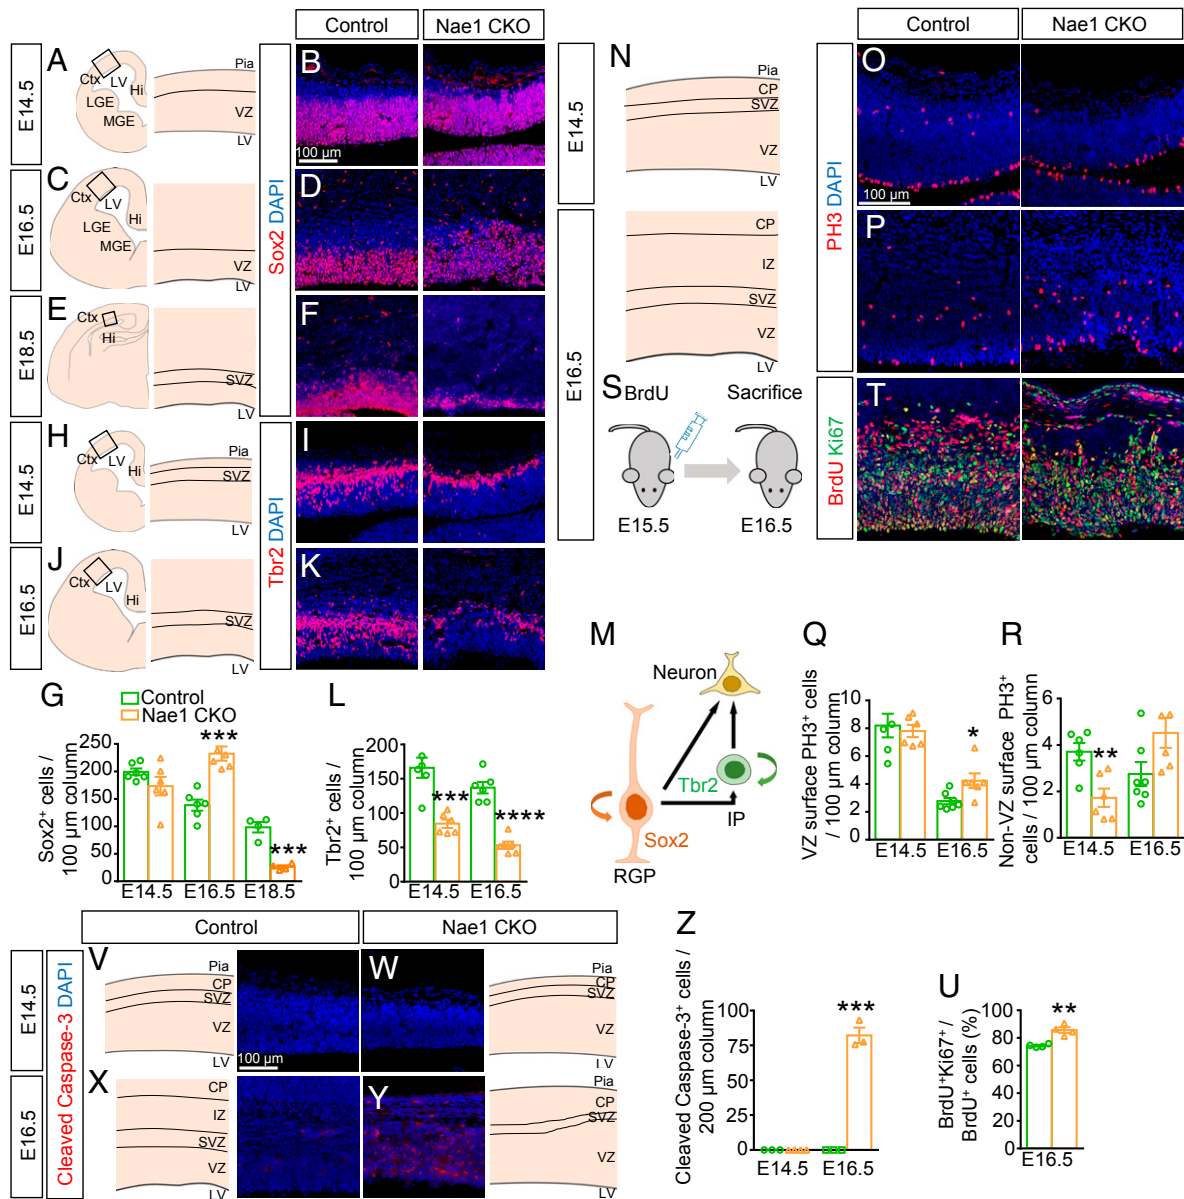 Control
Nae1 CKO
Control
Nae1 CKO
E14.5
A
Ctx
LV
Hi
LGE
MGE
Pia
VZ
LV
Sox2 DAPI
B
100 µm
E16.5
C
Ctx
LV
Hi
LGE
MGE
VZ
LV
D
E18.5
E
Ctx
Hi
SVZ
LV
F
E14.5
H
Ctx
LV
Hi
Pia
SVZ
LV
Tbr2 DAPI
I
E16.5
J
Ctx
LV
Hi
SVZ
LV
K
E14.5
N
Pia
CP
SVZ
VZ
LV
PH3 DAPI
O
100 µm
E16.5
CP
IZ
SVZ
VZ
LV
P
S
BrdU
Sacrifice
E15.5
E16.5
BrdU Ki67
T
G
Control
Nae1 CKO
Sox2⁺ cells /
100 µm column
250
200
150
100
50
0
***
***
E14.5
E16.5
E18.5
L
Tbr2⁺ cells /
100 µm column
200
150
100
50
0
***
****
E14.5
E16.5
M
Neuron
Tbr2
IP
Sox2
RGP
Q
VZ surface PH3⁺ cells
/ 100 µm column
10
8
6
4
2
0
*
E14.5
E16.5
R
Non-VZ surface PH3⁺
cells / 100 µm column
6
4
2
0
**
E14.5
E16.5
Control
Nae1 CKO
E14.5
E16.5
Cleaved Caspase-3 DAPI
V
Pia
CP
SVZ
VZ
LV
100 µm
W
Pia
CP
SVZ
VZ
LV
X
CP
IZ
SVZ
VZ
LV
Y
Pia
CP
SVZ
VZ
LV
Z
Cleaved Caspase-3⁺ cells /
200 µm column
100
75
50
25
0
***
E14.5
E16.5
U
BrdU⁺Ki67⁺ /
BrdU⁺ cells (%)
100
75
50
25
0
**
E16.5